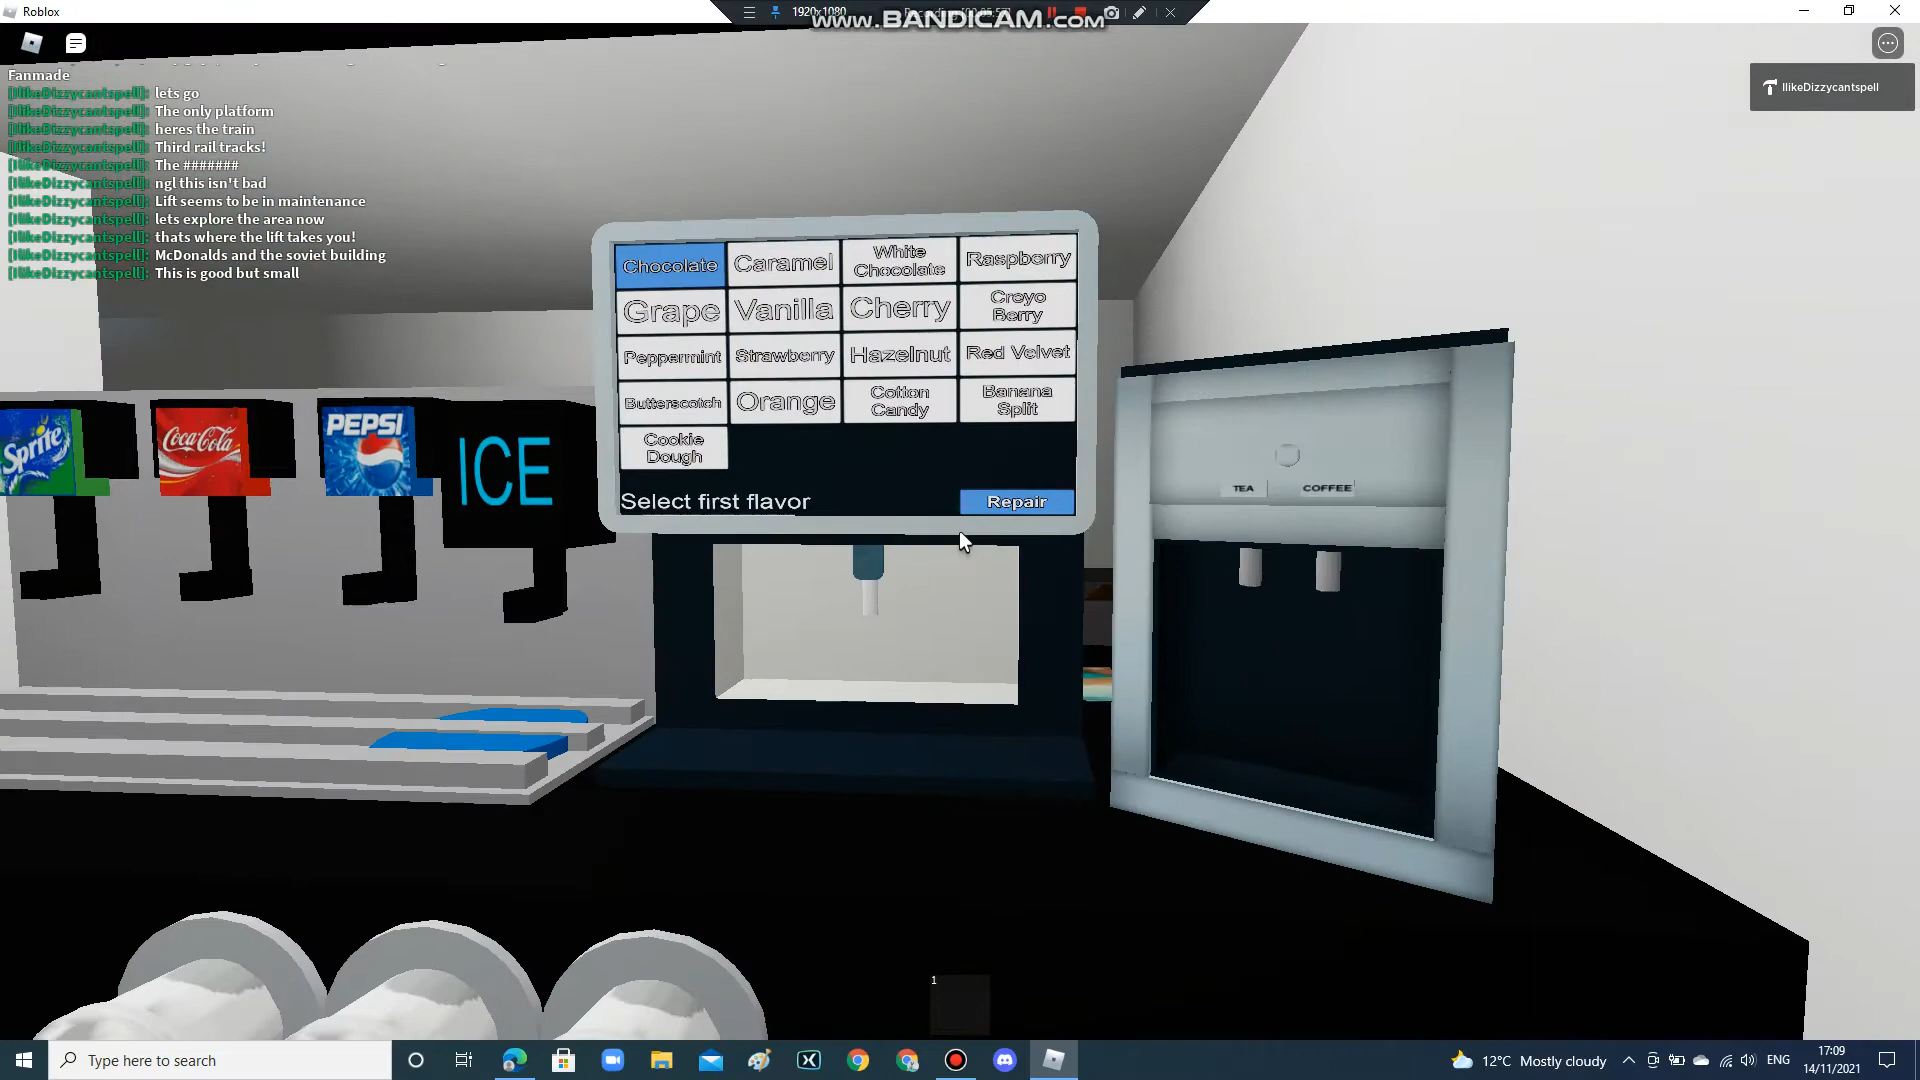 Roblox
1920x1080
www.BANDICAM.com
Fanmade
[IlikeDizzycantspell]: lets go
[IlikeDizzycantspell]: The only platform
[IlikeDizzycantspell]: heres the train
[IlikeDizzycantspell]: Third rail tracks!
[IlikeDizzycantspell]: The #######
[IlikeDizzycantspell]: ngl this isn't bad
[IlikeDizzycantspell]: Lift seems to be in maintenance
[IlikeDizzycantspell]: lets explore the area now
[IlikeDizzycantspell]: thats where the lift takes you!
[IlikeDizzycantspell]: McDonalds and the soviet building
[IlikeDizzycantspell]: This is good but small
IlikeDizzycantspell
Chocolate Caramel White Chocolate Raspberry
Grape Vanilla Cherry Croyo Berry
Peppermint Strawberry Hazelnut Red Velvet
Butterscotch Orange Cotton Candy Banana Split
Cookie Dough
Select first flavor Repair
Sprite
Coca-Cola
PEPSI
ICE
TEA COFFEE
1
Type here to search
12°C Mostly cloudy
ENG
17:09
14/11/2021